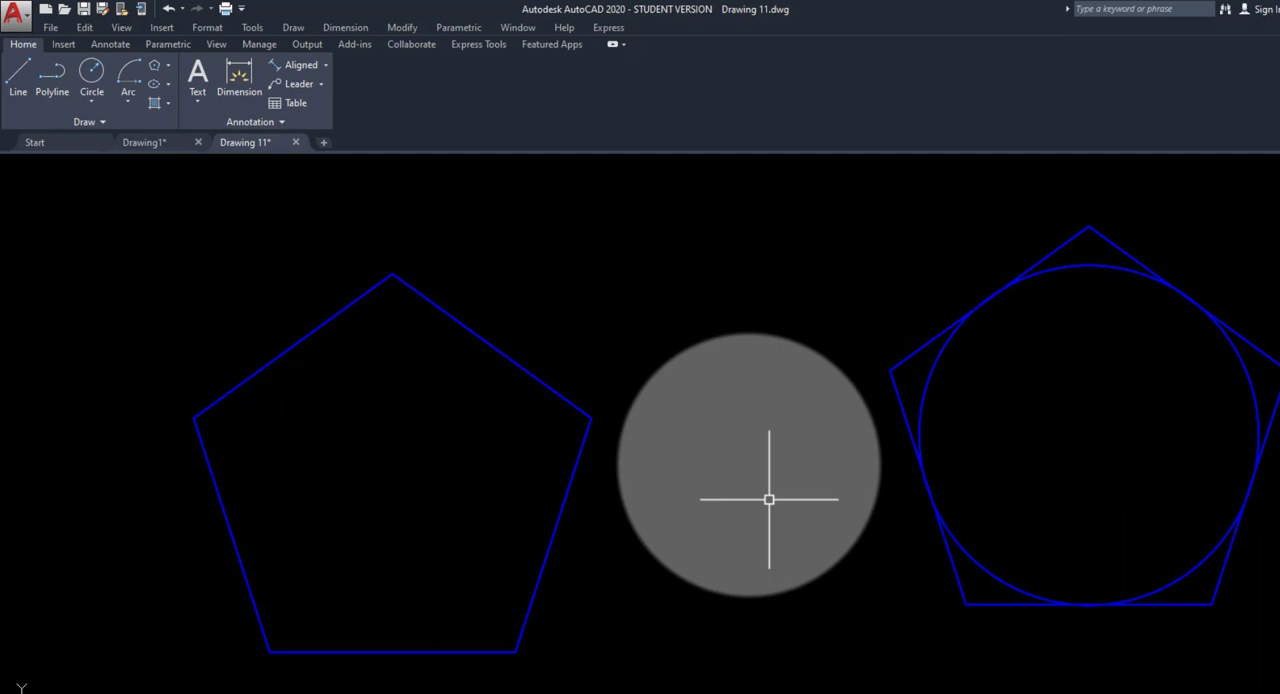 Autodesk AutoCAD 2020 - STUDENT VERSION Drawing 11.dwg
Type a keyword or phrase
Sign In
File Edit View Insert Format Tools Draw Dimension Modify Parametric Window Help Express
Home Insert Annotate Parametric View Manage Output Add-ins Collaborate Express Tools Featured Apps
Line Polyline Circle Arc Text Dimension
Aligned
Leader
Table
Draw
Annotation
Start Drawing1* Drawing 11*
Y